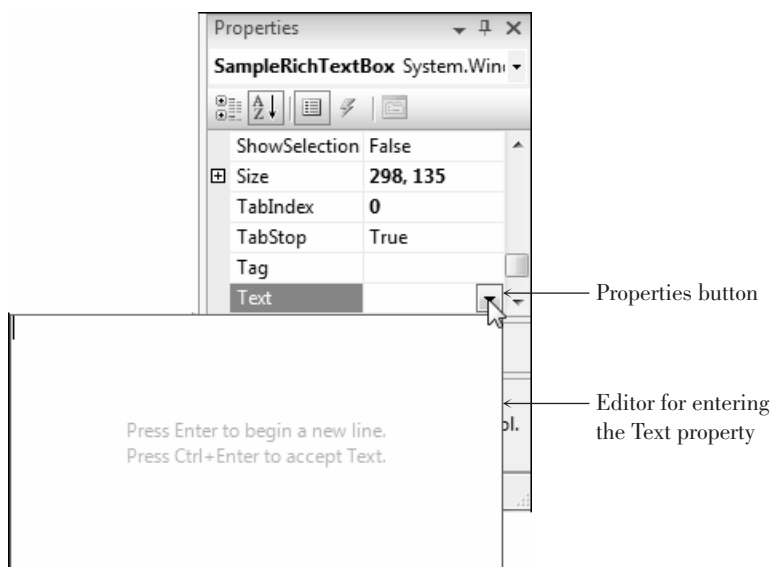 Properties
SampleRichTextBox System.Win
ShowSelection False
Size 298, 135
TabIndex 0
TabStop True
Tag
Text
Properties button
Press Enter to begin a new line.
Press Ctrl+Enter to accept Text.
Editor for entering
the Text property